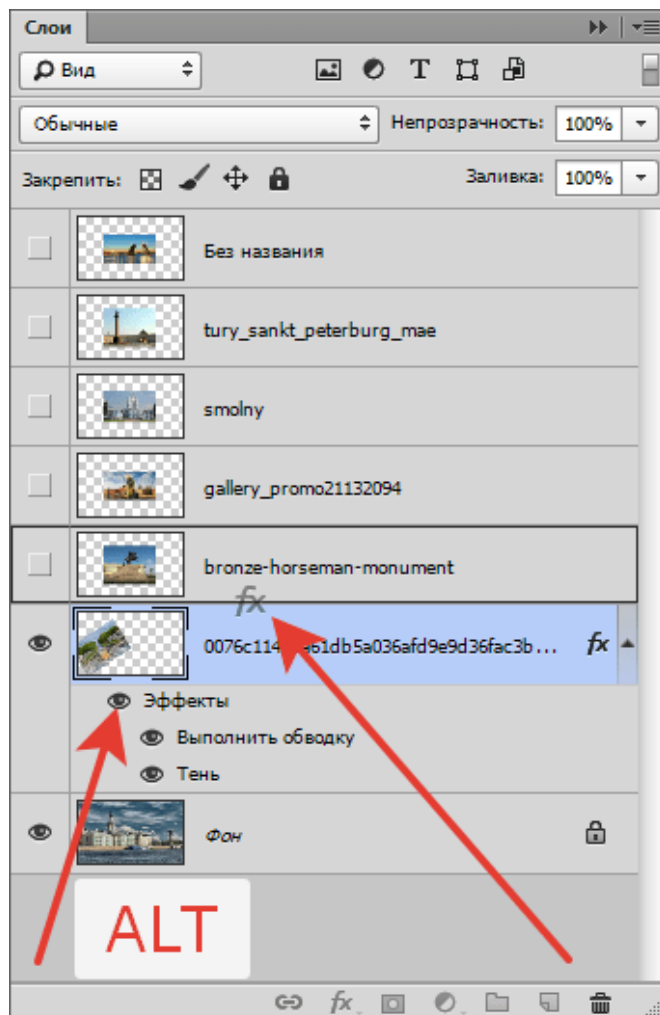 Слои
Вид
Обычные
Непрозрачность: 100%
Закрепить:
Заливка: 100%
Без названия
tury_sankt_peterburg_mae
smolny
gallery_promo21132094
bronze-horseman-monument
fx
fx
Эффекты
Выполнить обводку
Тень
Фон
ALT
fx